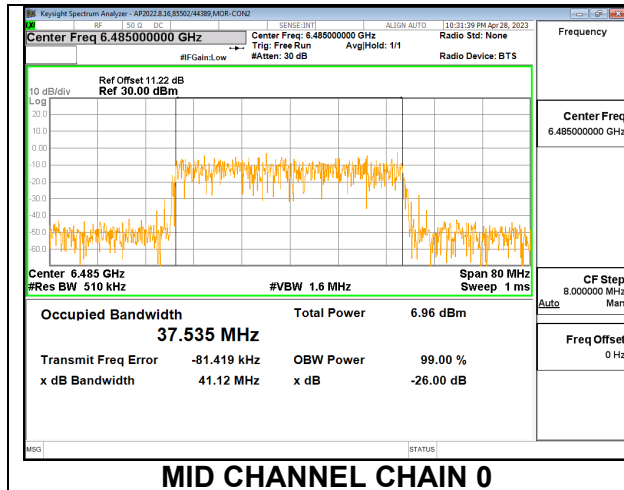 Keysight Spectrum Analyzer - AP2022.8.16,85502/44389,MOR-CON2
RF 50 Ω DC SENSE:INT ALIGN AUTO 10:31:39 PM Apr 28, 2023
Center Freq 6.485000000 GHz
Center Freq: 6.485000000 GHz
Radio Std: None
Trig: Free Run Avg|Hold: 1/1
#IFGain:Low
#Atten: 30 dB
Radio Device: BTS
Frequency
Ref Offset 11.22 dB
10 dB/div Ref 30.00 dBm
Log
20.0
10.0
0.00
-10.0
-20.0
-30.0
-40.0
-50.0
-60.0
Center 6.485 GHz Span 80 MHz
#Res BW 510 kHz #VBW 1.6 MHz Sweep 1 ms
Center Freq
6.485000000 GHz
CF Step
8.000000 MHz
Auto Man
Freq Offset
0 Hz
Occupied Bandwidth Total Power 6.96 dBm
37.535 MHz
Transmit Freq Error -81.419 kHz OBW Power 99.00 %
x dB Bandwidth 41.12 MHz x dB -26.00 dB
MSG STATUS
MID CHANNEL CHAIN 0